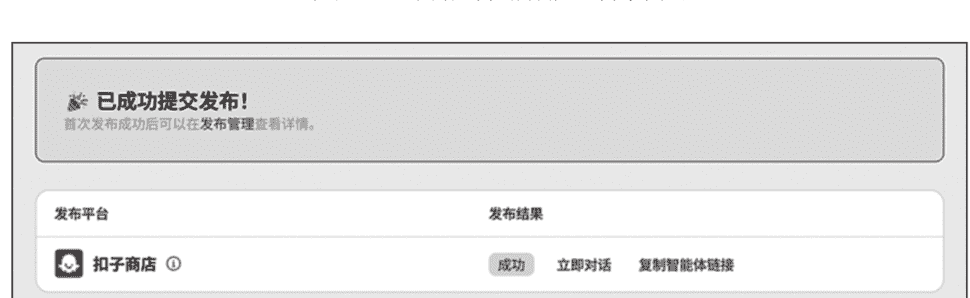 已成功提交发布！
首次发布成功后可以在发布管理查看详情。
发布平台 发布结果
扣子商店 成功 立即对话 复制智能体链接